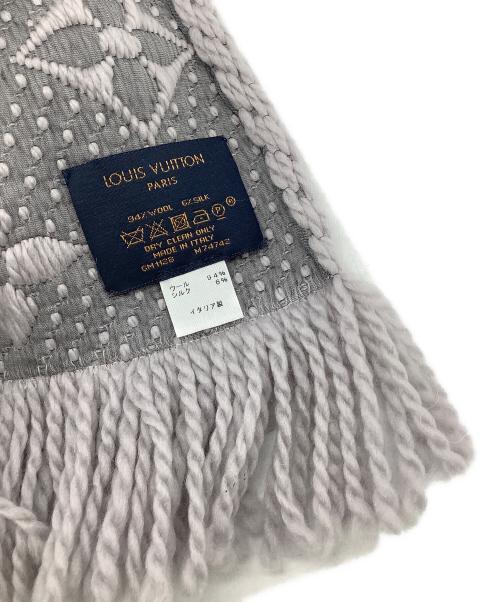 LOUIS VUITTON
PARIS
94%WOOL 6%SILK
P
DRY CLEAN ONLY
MADE IN ITALY
GM1128 M74742
ウール 94%
シルク 6%
イタリア製